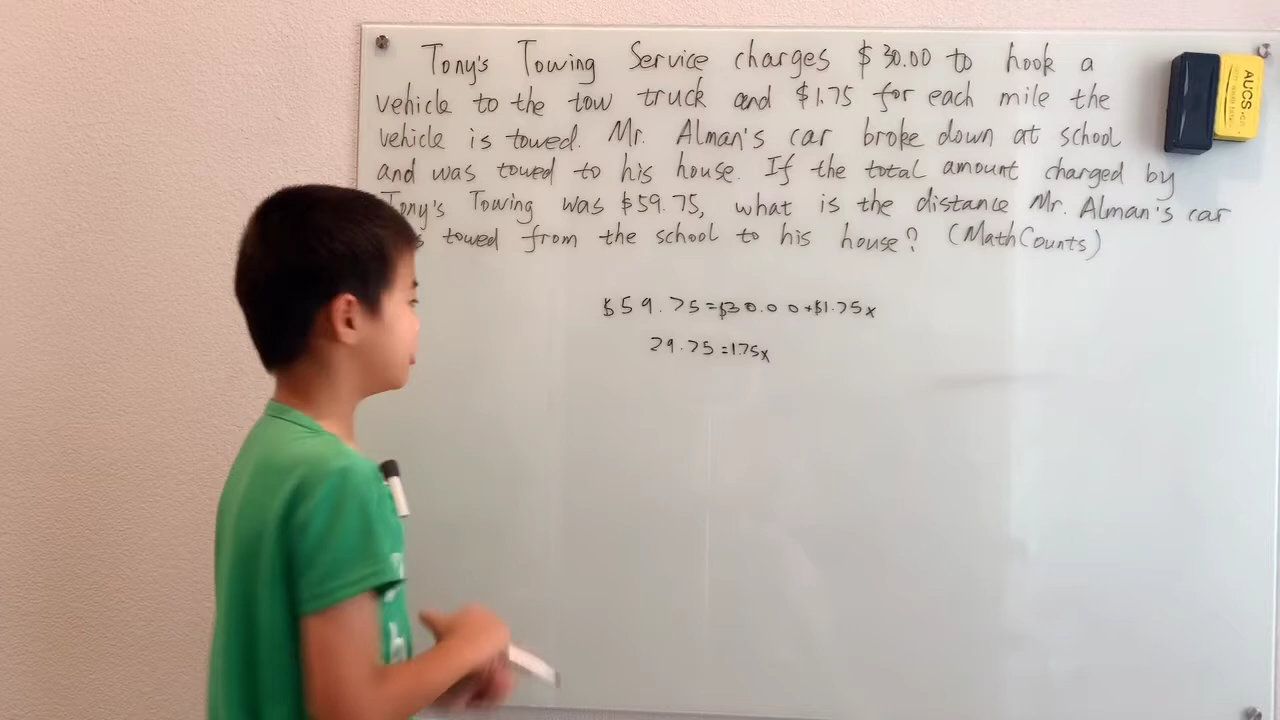 Tony's Towing Service charges $30.00 to hook a
vehicle to the tow truck and $1.75 for each mile the
vehicle is towed. Mr. Alman's car broke down at school
and was towed to his house. If the total amount charged by
Tony's Towing was $59.75, what is the distance Mr. Alman's car
towed from the school to his house? (MathCounts)
$59.75=$30.00+$1.75x
29.75=1.75x
AUCS